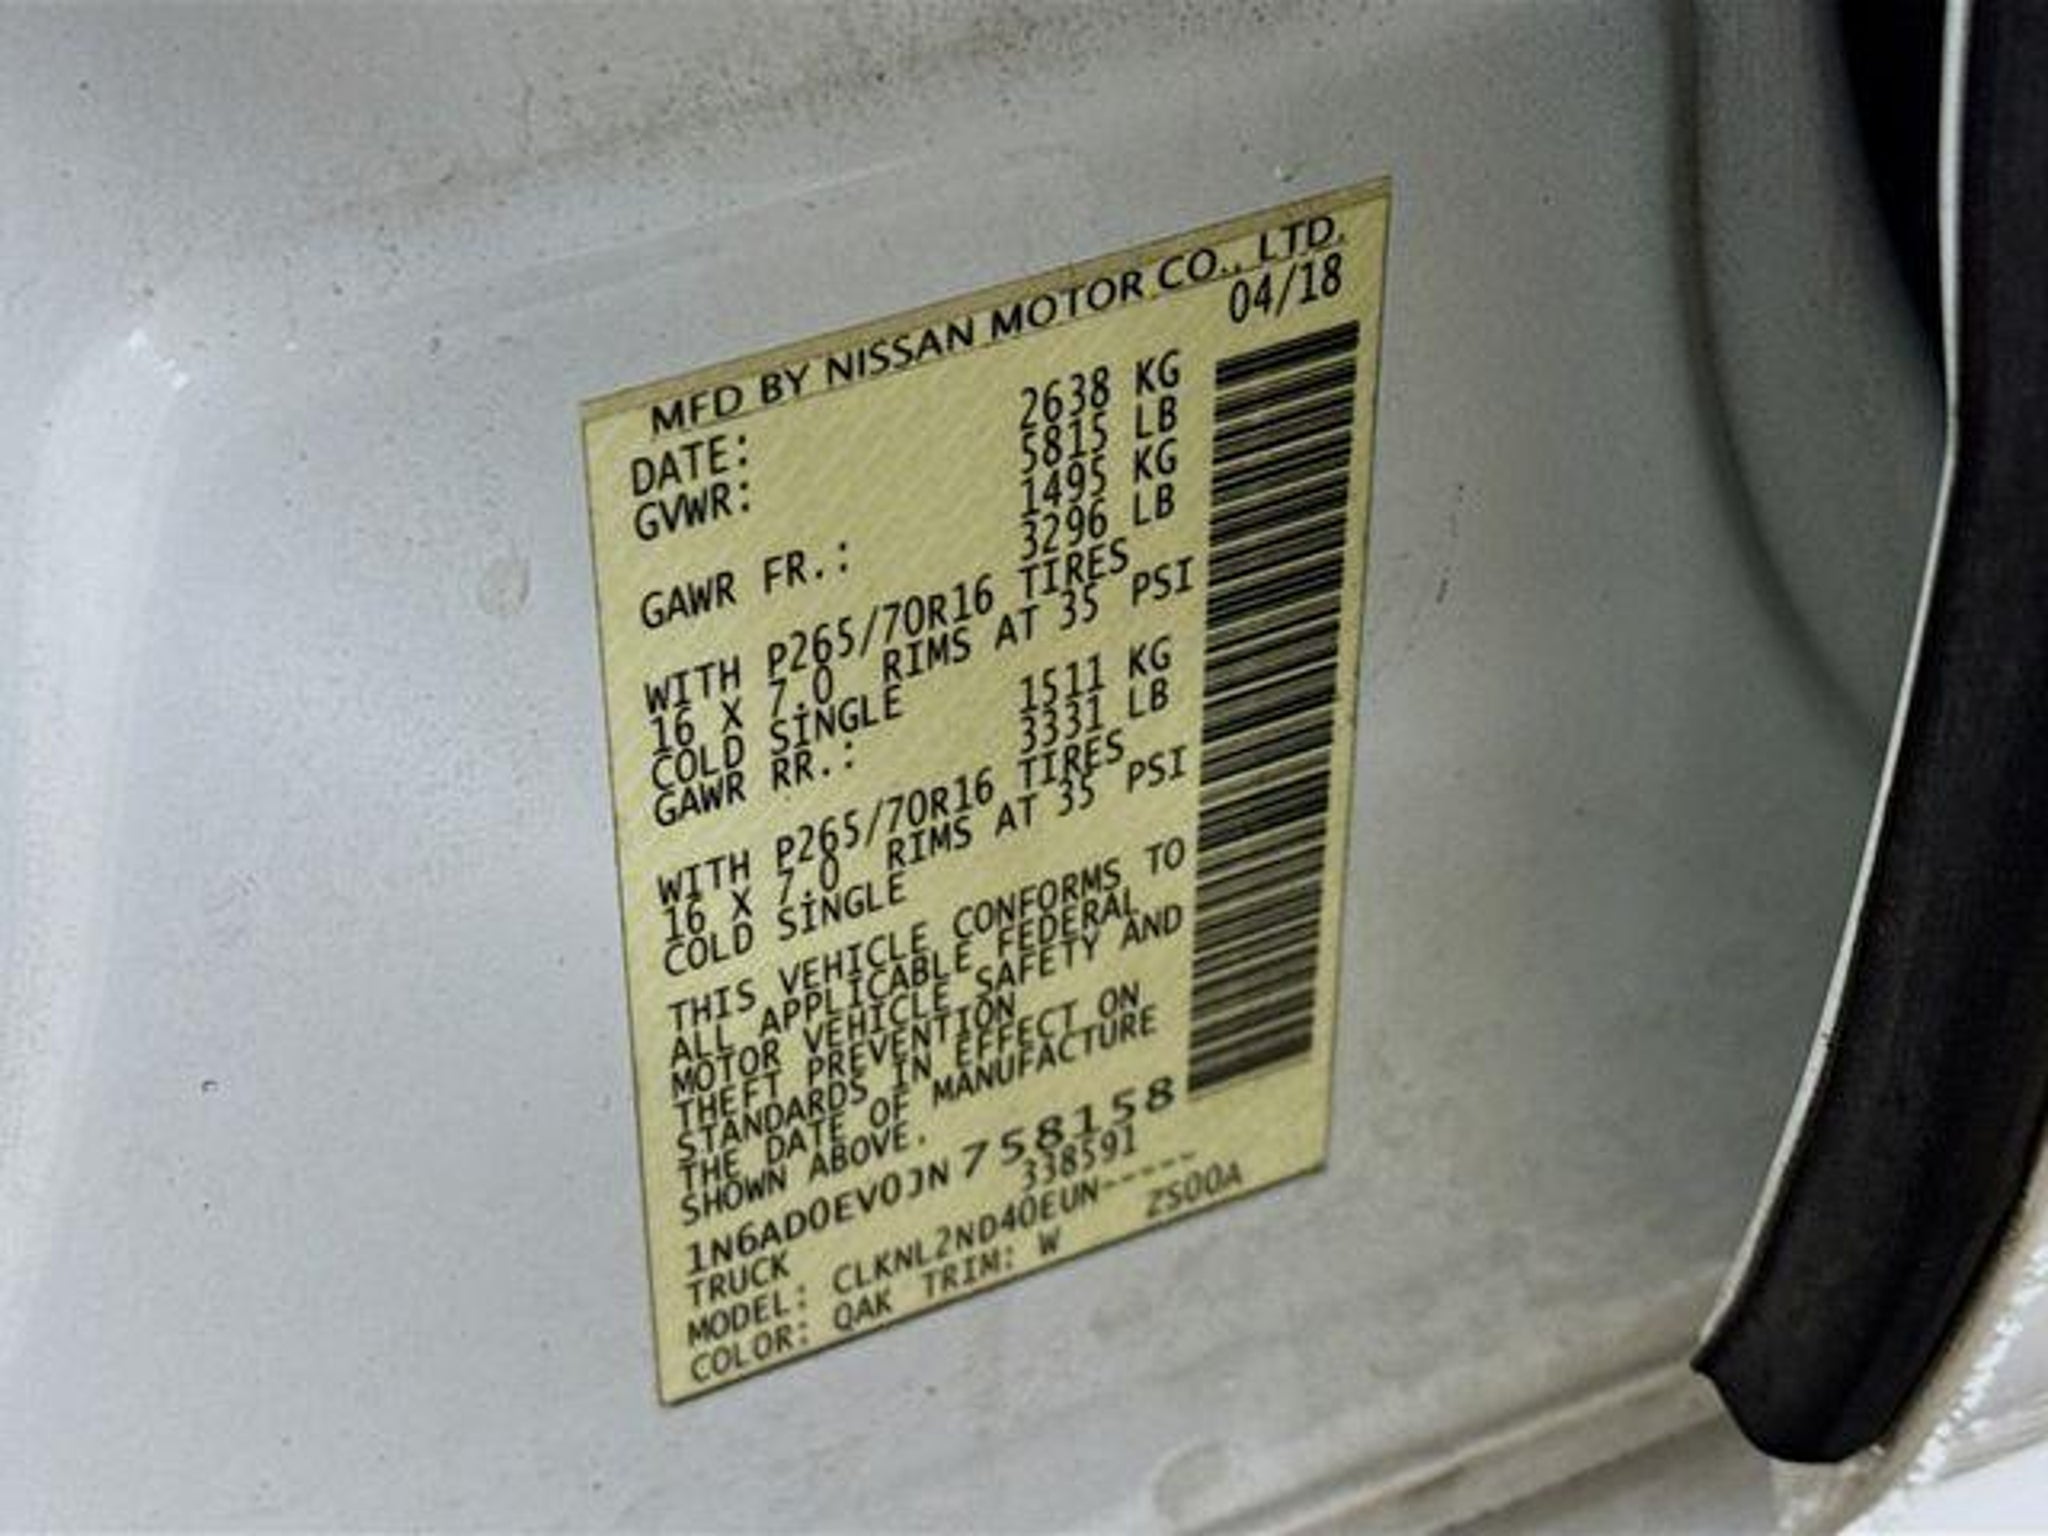 MFD BY NISSAN MOTOR CO., LTD.
DATE: 04/18
GVWR: 2638 KG
5815 LB
GAWR FR.: 1495 KG
3296 LB
WITH P265/70R16 TIRES
16 X 7.0 RIMS AT 35 PSI
COLD SINGLE
GAWR RR.: 1511 KG
3331 LB
WITH P265/70R16 TIRES
16 X 7.0 RIMS AT 35 PSI
COLD SINGLE
THIS VEHICLE CONFORMS TO
ALL APPLICABLE FEDERAL
MOTOR VEHICLE SAFETY AND
THEFT PREVENTION
STANDARDS IN EFFECT ON
THE DATE OF MANUFACTURE
SHOWN ABOVE.
1N6AD0EV0JN758158
TRUCK 338591
MODEL: CLKNL2ND40EUN-----
COLOR: QAK TRIM: W ZS00A